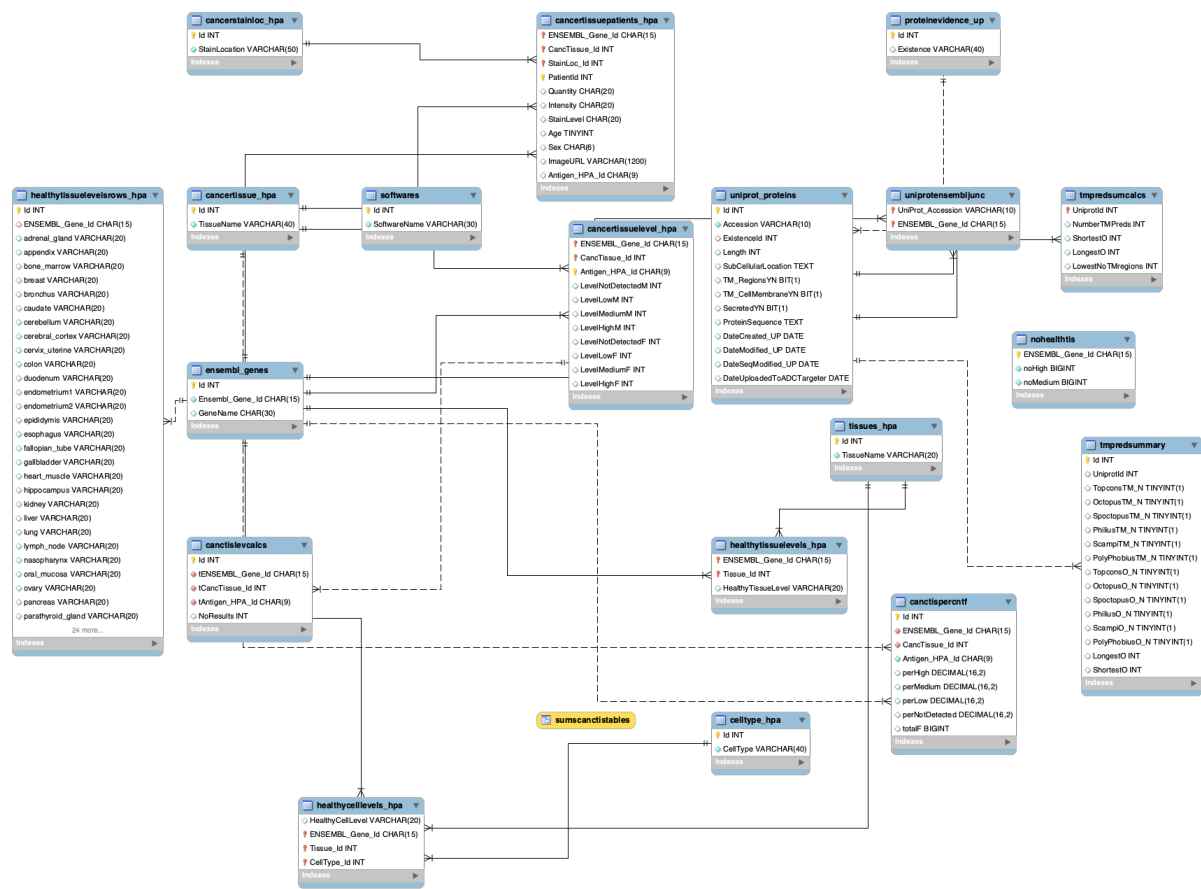 cancerstainloc_hpa
Id INT
StainLocation VARCHAR(50)
Indexes
cancertissuepatients_hpa
ENSEMBL_Gene_Id CHAR(15)
CancTissue_Id INT
StainLoc_Id INT
PatientId INT
Quantity CHAR(20)
Intensity CHAR(20)
StainLevel CHAR(20)
Age TINYINT
Sex CHAR(6)
ImageURL VARCHAR(1200)
Antigen_HPA_Id CHAR(9)
Indexes
proteinevidence_up
Id INT
Existence VARCHAR(40)
Indexes
healthytissuelevelsrows_hpa
Id INT
ENSEMBL_Gene_Id CHAR(15)
adrenal_gland VARCHAR(20)
appendix VARCHAR(20)
bone_marrow VARCHAR(20)
breast VARCHAR(20)
bronchus VARCHAR(20)
caudate VARCHAR(20)
cerebellum VARCHAR(20)
cerebral_cortex VARCHAR(20)
cervix_uterine VARCHAR(20)
colon VARCHAR(20)
duodenum VARCHAR(20)
endometrium1 VARCHAR(20)
endometrium2 VARCHAR(20)
epididymis VARCHAR(20)
esophagus VARCHAR(20)
fallopian_tube VARCHAR(20)
gallbladder VARCHAR(20)
heart_muscle VARCHAR(20)
hippocampus VARCHAR(20)
kidney VARCHAR(20)
liver VARCHAR(20)
lung VARCHAR(20)
lymph_node VARCHAR(20)
nasopharynx VARCHAR(20)
oral_mucosa VARCHAR(20)
ovary VARCHAR(20)
pancreas VARCHAR(20)
parathyroid_gland VARCHAR(20)
24 more...
Indexes
cancertissue_hpa
Id INT
TissueName VARCHAR(40)
Indexes
softwares
Id INT
SoftwareName VARCHAR(30)
Indexes
cancertissuelevel_hpa
ENSEMBL_Gene_Id CHAR(15)
CancTissue_Id INT
Antigen_HPA_Id CHAR(9)
LevelNotDetectedM INT
LevelLowM INT
LevelMediumM INT
LevelHighM INT
LevelNotDetectedF INT
LevelLowF INT
LevelMediumF INT
LevelHighF INT
Indexes
uniprot_proteins
Id INT
Accession VARCHAR(10)
ExistenceId INT
Length INT
SubCellularLocation TEXT
TM_RegionsYN BIT(1)
TM_CellMembraneYN BIT(1)
SecretedYN BIT(1)
ProteinSequence TEXT
DateCreated_UP DATE
DateModified_UP DATE
DateSeqModified_UP DATE
DateUploadedToADCTargeter DATE
Indexes
uniprotensembljunc
UniProt_Accession VARCHAR(10)
ENSEMBL_Gene_Id CHAR(15)
Indexes
tmpredsumcalcs
UniprotId INT
NumberTMPreds INT
ShortestO INT
LongestO INT
LowestNoTMregions INT
Indexes
nohealthtis
ENSEMBL_Gene_Id CHAR(15)
noHigh BIGINT
noMedium BIGINT
Indexes
ensembl_genes
Id INT
Ensembl_Gene_Id CHAR(15)
GeneName CHAR(30)
Indexes
tissues_hpa
Id INT
TissueName VARCHAR(20)
Indexes
tmpredsummary
Id INT
UniprotId INT
TopconsTM_N TINYINT(1)
OctopusTM_N TINYINT(1)
SpoctopusTM_N TINYINT(1)
PhiliusTM_N TINYINT(1)
ScampiTM_N TINYINT(1)
PolyPhobiusTM_N TINYINT(1)
TopconsO_N TINYINT(1)
OctopusO_N TINYINT(1)
SpoctopusO_N TINYINT(1)
PhiliusO_N TINYINT(1)
ScampiO_N TINYINT(1)
PolyPhobiusO_N TINYINT(1)
LongestO INT
ShortestO INT
Indexes
canctislevcalcs
Id INT
tENSEMBL_Gene_Id CHAR(15)
tCancTissue_Id INT
tAntigen_HPA_Id CHAR(9)
NoResults INT
Indexes
healthytissuelevels_hpa
ENSEMBL_Gene_Id CHAR(15)
Tissue_Id INT
HealthyTissueLevel VARCHAR(20)
Indexes
canctispercntf
Id INT
ENSEMBL_Gene_Id CHAR(15)
CancTissue_Id INT
Antigen_HPA_Id CHAR(9)
perHigh DECIMAL(16,2)
perMedium DECIMAL(16,2)
perLow DECIMAL(16,2)
perNotDetected DECIMAL(16,2)
totalF BIGINT
Indexes
sumscanctistables
celltype_hpa
Id INT
CellType VARCHAR(40)
Indexes
healthycelllevels_hpa
HealthyCellLevel VARCHAR(20)
ENSEMBL_Gene_Id CHAR(15)
Tissue_Id INT
CellType_Id INT
Indexes